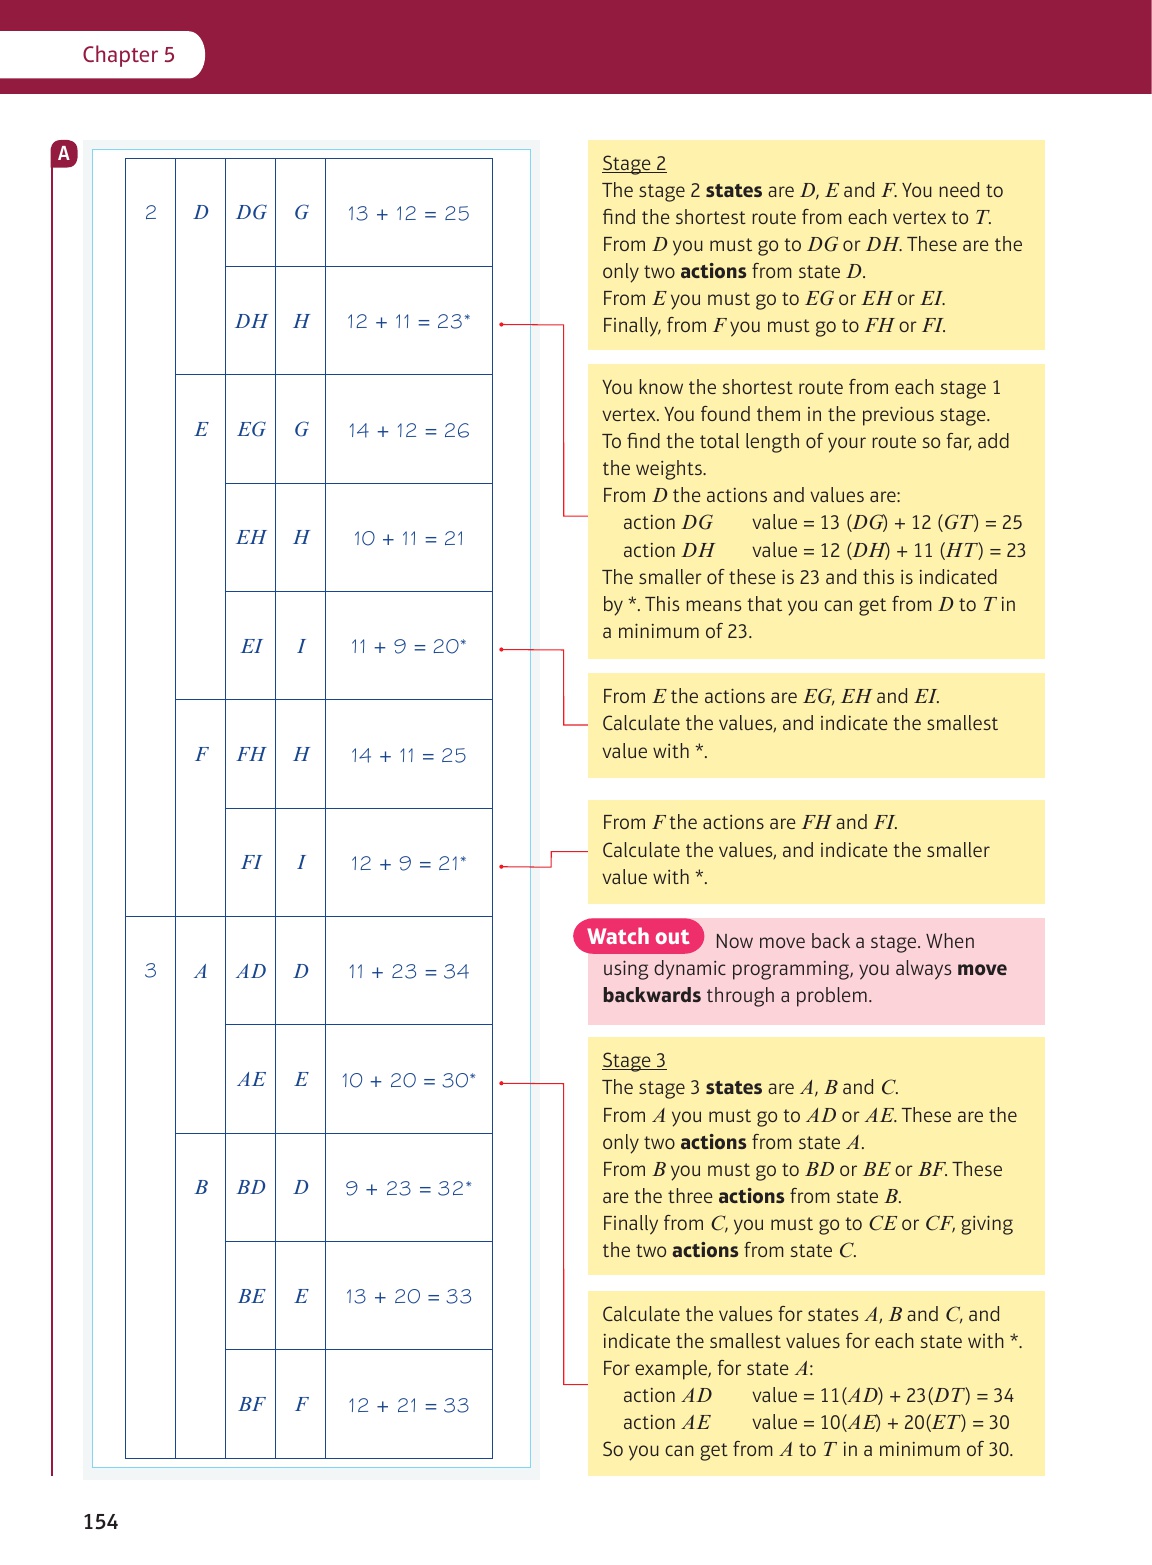 Chapter 5
A
2 D DG G 13 + 12 = 25
DH H 12 + 11 = 23*
E EG G 14 + 12 = 26
EH H 10 + 11 = 21
EI I 11 + 9 = 20*
F FH H 14 + 11 = 25
FI I 12 + 9 = 21*
3 A AD D 11 + 23 = 34
AE E 10 + 20 = 30*
B BD D 9 + 23 = 32*
BE E 13 + 20 = 33
BF F 12 + 21 = 33
Stage 2
The stage 2 states are D, E and F. You need to
find the shortest route from each vertex to T.
From D you must go to DG or DH. These are the
only two actions from state D.
From E you must go to EG or EH or EI.
Finally, from F you must go to FH or FI.
You know the shortest route from each stage 1
vertex. You found them in the previous stage.
To find the total length of your route so far, add
the weights.
From D the actions and values are:
action DG value = 13 (DG) + 12 (GT) = 25
action DH value = 12 (DH) + 11 (HT) = 23
The smaller of these is 23 and this is indicated
by *. This means that you can get from D to T in
a minimum of 23.
From E the actions are EG, EH and EI.
Calculate the values, and indicate the smallest
value with *.
From F the actions are FH and FI.
Calculate the values, and indicate the smaller
value with *.
Watch out Now move back a stage. When
using dynamic programming, you always move
backwards through a problem.
Stage 3
The stage 3 states are A, B and C.
From A you must go to AD or AE. These are the
only two actions from state A.
From B you must go to BD or BE or BF. These
are the three actions from state B.
Finally from C, you must go to CE or CF, giving
the two actions from state C.
Calculate the values for states A, B and C, and
indicate the smallest values for each state with *.
For example, for state A:
action AD value = 11(AD) + 23(DT) = 34
action AE value = 10(AE) + 20(ET) = 30
So you can get from A to T in a minimum of 30.
154